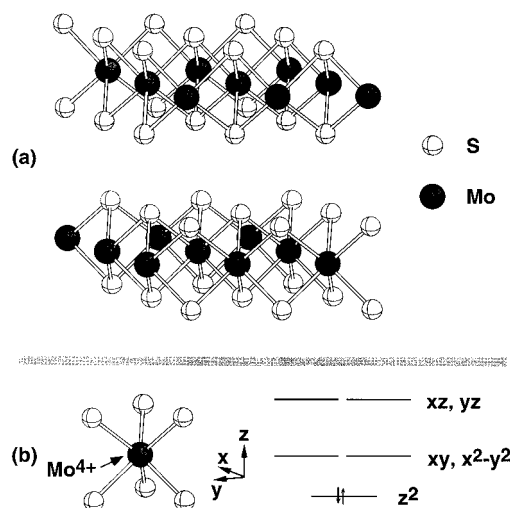 (a)
S
Mo
(b)
Mo4+
z
x
y
xz, yz
xy, x²-y²
z²